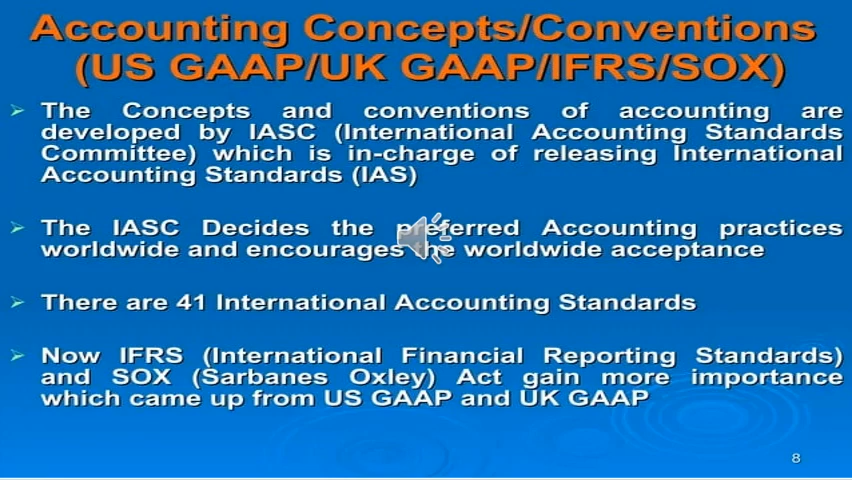 Accounting Concepts/Conventions
(US GAAP/UK GAAP/IFRS/SOX)
The Concepts and conventions of accounting are
developed by IASC (International Accounting Standards
Committee) which is in-charge of releasing International
Accounting Standards (IAS)
The IASC Decides the preferred Accounting practices
worldwide and encourages the worldwide acceptance
There are 41 International Accounting Standards
Now IFRS (International Financial Reporting Standards)
and SOX (Sarbanes Oxley) Act gain more importance
which came up from US GAAP and UK GAAP
8